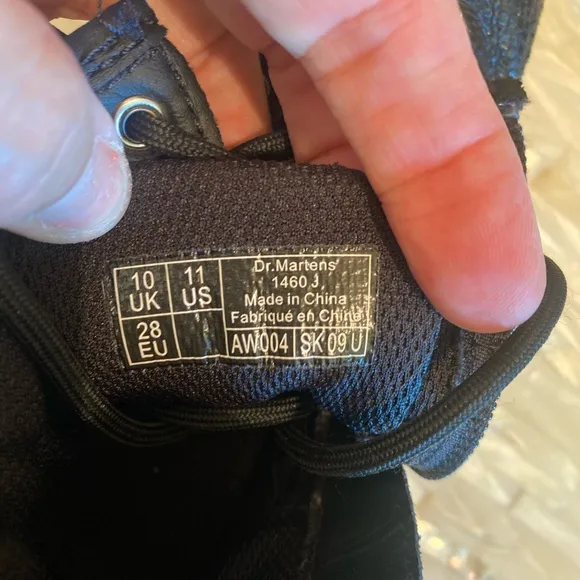 10 UK
11 US
28 EU
Dr.Martens
1460 J
Made in China
Fabriqué en Chine
AW004
SK 09 U